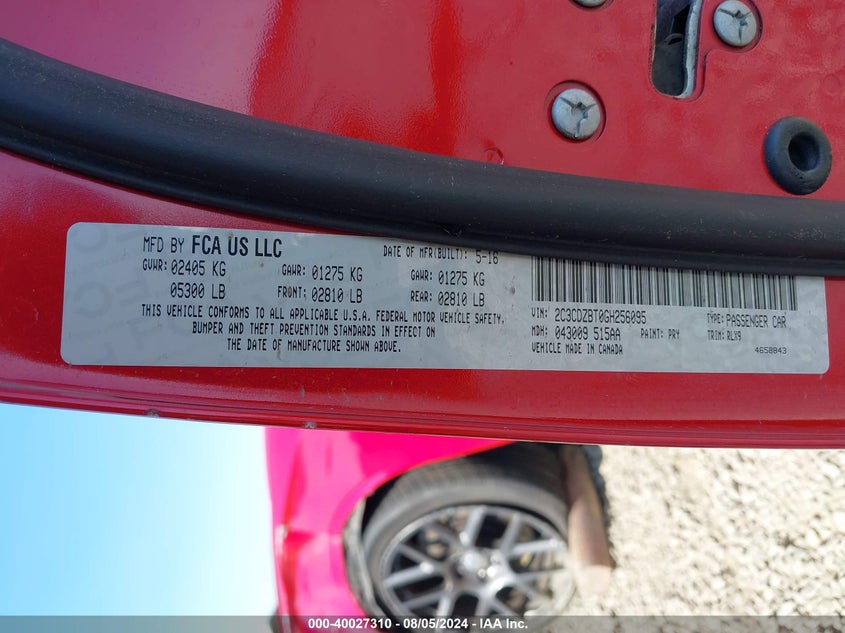 MFD BY FCA US LLC
DATE OF MFR(BUILT): 5-16
GVWR: 02405 KG GAWR: 01275 KG GAWR: 01275 KG
05300 LB FRONT: 02810 LB REAR: 02810 LB
THIS VEHICLE CONFORMS TO ALL APPLICABLE U.S.A. FEDERAL MOTOR VEHICLE SAFETY,
BUMPER AND THEFT PREVENTION STANDARDS IN EFFECT ON
THE DATE OF MANUFACTURE SHOWN ABOVE.
VIN: 2C3CDZBT0GH256095 TYPE: PASSENGER CAR
MDH: 043009 515AA PAINT: PRY TRIM: RLX9
VEHICLE MADE IN CANADA 4658843
000-40027310 - 08/05/2024 - IAA Inc.